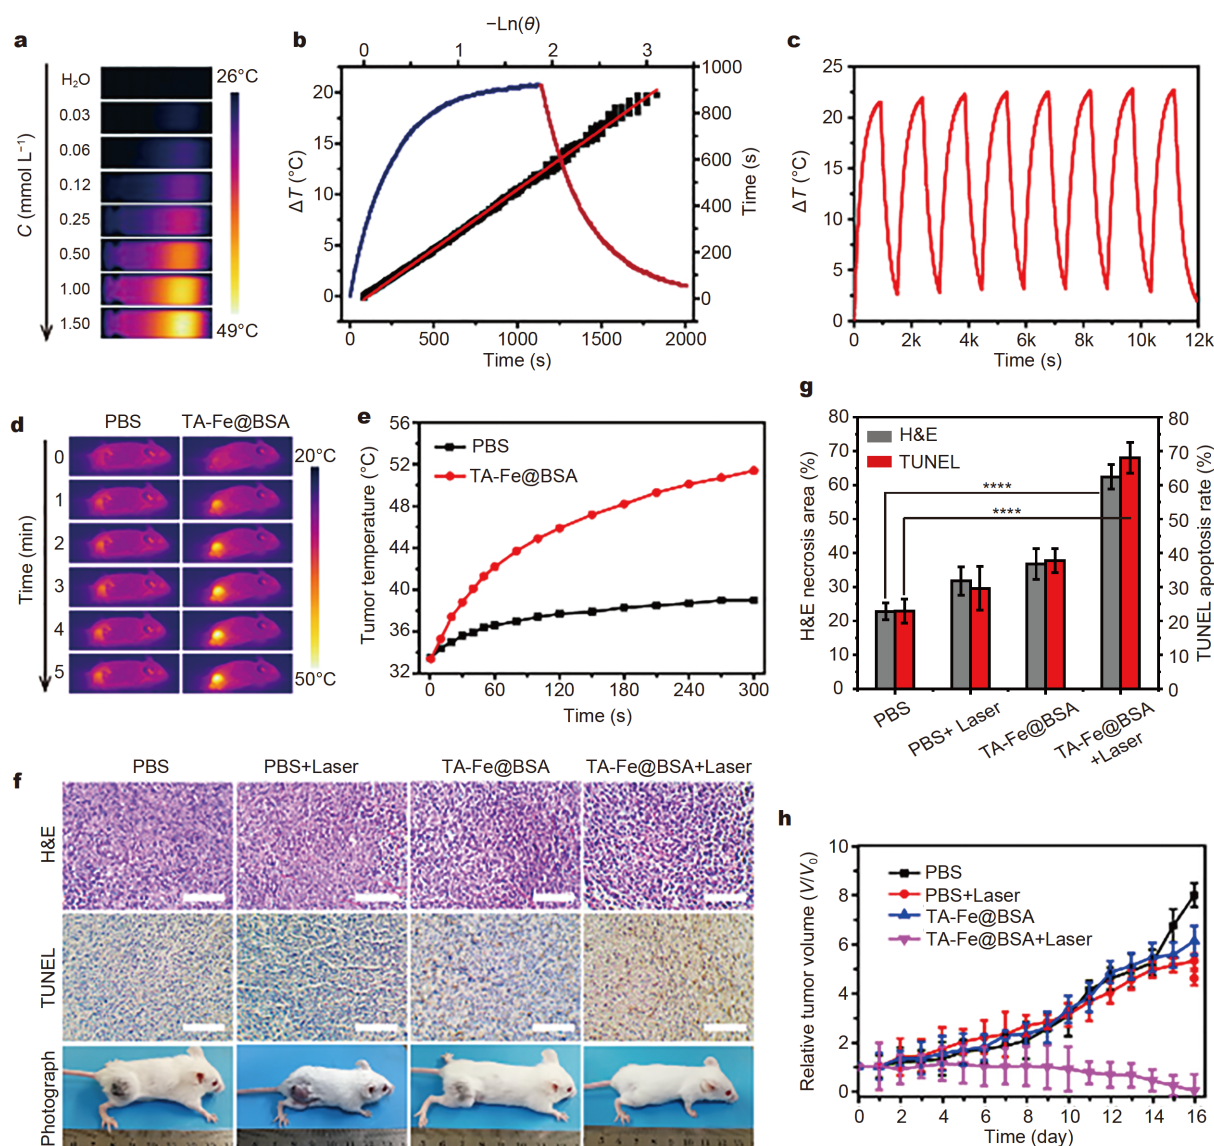 a
C (mmol L⁻¹)
H₂O
0.03
0.06
0.12
0.25
0.50
1.00
1.50
26°C
49°C
b
−Ln(θ)
0 1 2 3
ΔT (°C)
20
15
10
5
0
1000
800
600
400
200
0
Time (s)
0 500 1000 1500 2000
Time (s)
c
ΔT (°C)
25
20
15
10
5
0
0 2k 4k 6k 8k 10k 12k
Time (s)
d
PBS TA-Fe@BSA
Time (min)
0
1
2
3
4
5
20°C
50°C
e
Tumor temperature (°C)
56
52
48
44
40
36
32
PBS
TA-Fe@BSA
0 60 120 180 240 300
Time (s)
g
H&E necrosis area (%)
80
70
60
50
40
30
20
10
0
H&E
TUNEL
****
****
80
70
60
50
40
30
20
10
0
TUNEL apoptosis rate (%)
PBS
PBS+ Laser
TA-Fe@BSA
TA-Fe@BSA
+Laser
f
PBS PBS+Laser TA-Fe@BSA TA-Fe@BSA+Laser
H&E
TUNEL
Photograph
h
Relative tumor volume (V/V₀)
10
8
6
4
2
0
PBS
PBS+Laser
TA-Fe@BSA
TA-Fe@BSA+Laser
0 2 4 6 8 10 12 14 16
Time (day)